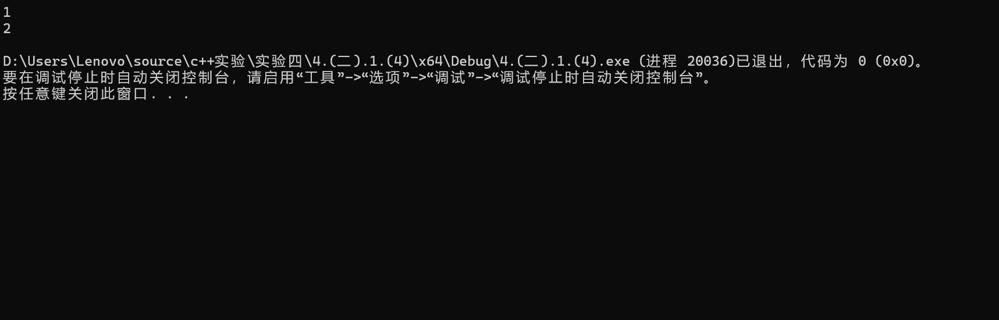 1
2
D:\Users\Lenovo\source\c++实验\实验四\4.(二).1.(4)\x64\Debug\4.(二).1.(4).exe (进程 20036)已退出，代码为 0 (0x0)。
要在调试停止时自动关闭控制台，请启用“工具”->“选项”->“调试”->“调试停止时自动关闭控制台”。
按任意键关闭此窗口. . .